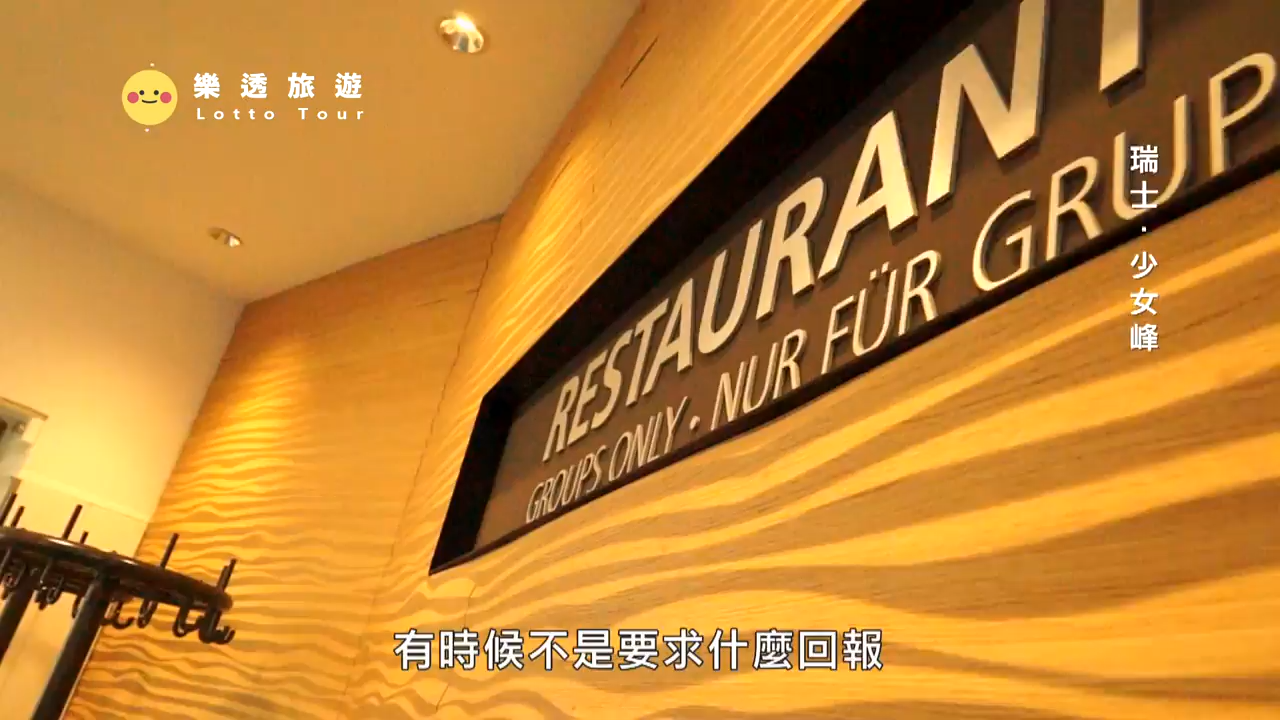 樂透旅遊
Lotto Tour
RESTAURANT
GROUPS ONLY • NUR FÜR GRUP
瑞士·少女峰
有時候不是要求什麼回報